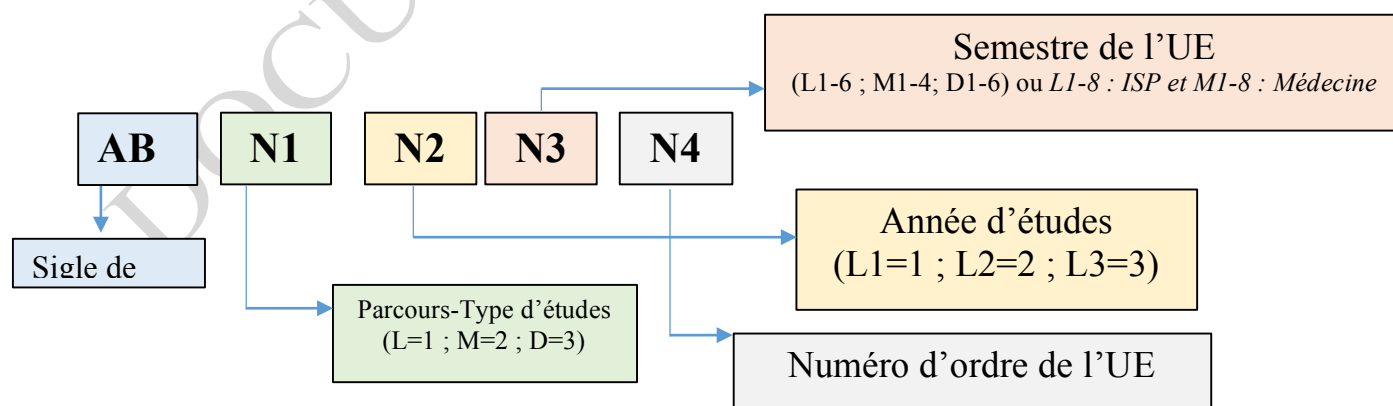 Semestre de l’UE
(L1-6 ; M1-4; D1-6) ou L1-8 : ISP et M1-8 : Médecine
AB N1 N2 N3 N4
Année d’études
(L1=1 ; L2=2 ; L3=3)
Sigle de
Parcours-Type d’études
(L=1 ; M=2 ; D=3)
Numéro d’ordre de l’UE
DOCU